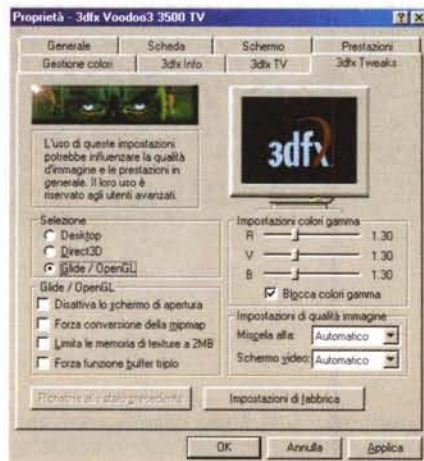 Proprietà - 3dfx Voodoo3 3500 TV
Generale
Scheda
Schermo
Prestazioni
Gestione colori
3dfx Info
3dfx TV
3dfx Tweaks
L'uso di queste impostazioni
potrebbe influenzare la qualità
d'immagine e le prestazioni in
generale. Il loro uso è
riservato agli utenti avanzati.
3dfx
Selezione
Desktop
Direct3D
Glide / OpenGL
Impostazioni colori gamma
R 1.30
V 1.30
B 1.30
Blocca colori gamma
Glide / OpenGL
Disattiva lo schermo di apertura
Forza conversione della mipmap
Limita le memoria di texture a 2MB
Forza funzione buffer triplo
Impostazioni di qualità immagine
Miscela alfa: Automatico
Schermo video: Automatico
Ripristina allo stato precedente
Impostazioni di fabbrica
OK
Annulla
Applica